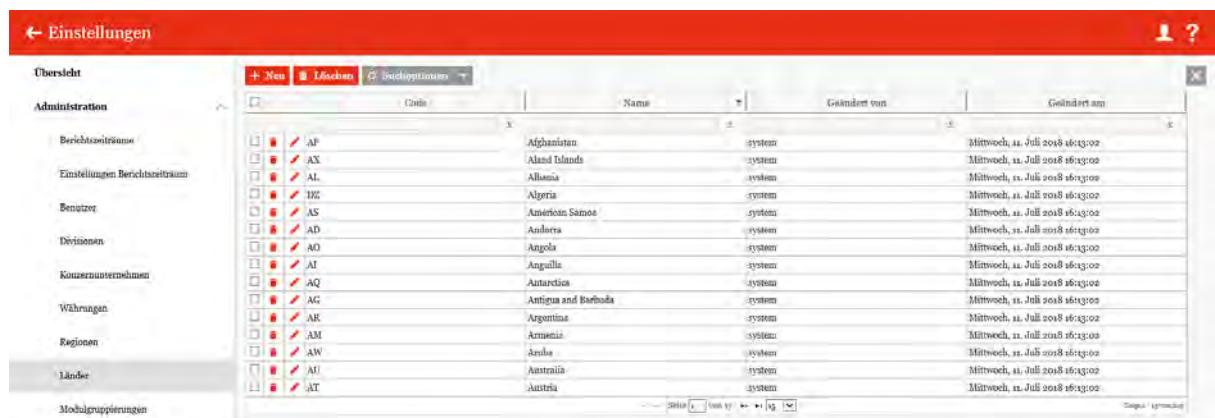 ← Einstellungen ?
Übersicht
Administration
Berichtszeiträume
Einstellungen Berichtszeitraum
Benutzer
Divisionen
Konzernunternehmen
Währungen
Regionen
Länder
Modulgruppierungen
+ Neu Löschen Suchoptionen
Code Name Geändert von Geändert am
AF Afghanistan system Mittwoch, 11. Juli 2018 16:13:02
AX Aland Islands system Mittwoch, 11. Juli 2018 16:13:02
AL Albania system Mittwoch, 11. Juli 2018 16:13:02
DZ Algeria system Mittwoch, 11. Juli 2018 16:13:02
AS American Samoa system Mittwoch, 11. Juli 2018 16:13:02
AD Andorra system Mittwoch, 11. Juli 2018 16:13:02
AO Angola system Mittwoch, 11. Juli 2018 16:13:02
AI Anguilla system Mittwoch, 11. Juli 2018 16:13:02
AQ Antarctica system Mittwoch, 11. Juli 2018 16:13:02
AG Antigua and Barbuda system Mittwoch, 11. Juli 2018 16:13:02
AR Argentina system Mittwoch, 11. Juli 2018 16:13:02
AM Armenia system Mittwoch, 11. Juli 2018 16:13:02
AW Aruba system Mittwoch, 11. Juli 2018 16:13:02
AU Australia system Mittwoch, 11. Juli 2018 16:13:02
AT Austria system Mittwoch, 11. Juli 2018 16:13:02
Seite 1 von 17 15